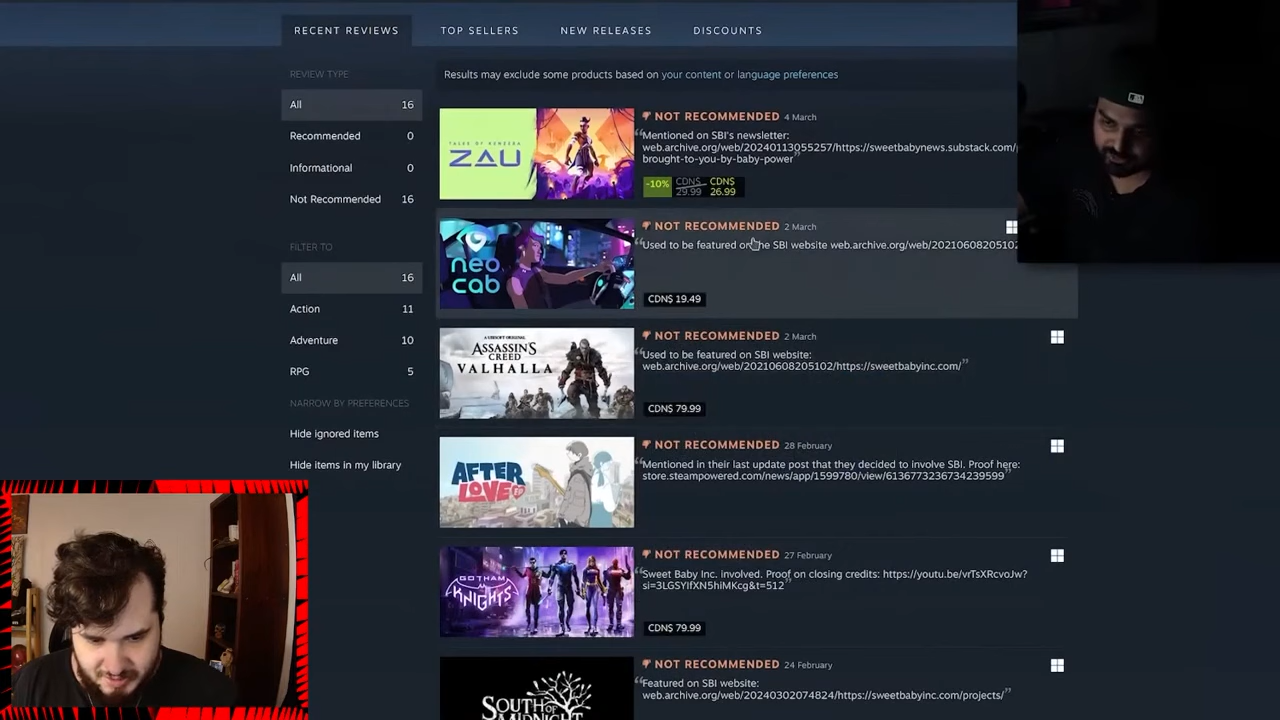 RECENT REVIEWS
TOP SELLERS
NEW RELEASES
DISCOUNTS
REVIEW TYPE
All 16
Recommended 0
Informational 0
Not Recommended 16
FILTER TO
All 16
Action 11
Adventure 10
RPG 5
NARROW BY PREFERENCES
Hide ignored items
Hide items in my library
Results may exclude some products based on your content or language preferences
TALES OF KENZERA
ZAU
NOT RECOMMENDED 4 March
Mentioned on SBI's newsletter:
web.archive.org/web/20240113055257/https://sweetbabynews.substack.com/
brought-to-you-by-baby-power
-10% CDN$ 29.99 CDN$ 26.99
neo
cab
NOT RECOMMENDED 2 March
Used to be featured on the SBI website web.archive.org/web/20210608205102
CDN$ 19.49
A UBISOFT ORIGINAL
ASSASSIN'S
CREED
VALHALLA
NOT RECOMMENDED 2 March
Used to be featured on SBI website:
web.archive.org/web/20210608205102/https://sweetbabyinc.com/
CDN$ 79.99
AFTER
LOVE EP
NOT RECOMMENDED 28 February
Mentioned in their last update post that they decided to involve SBI. Proof here:
store.steampowered.com/news/app/1599780/view/6136773236734239599
GOTHAM
KNIGHTS
NOT RECOMMENDED 27 February
Sweet Baby Inc. involved. Proof on closing credits: https://youtu.be/vrTsXRcvoJw?
si=3LGSYIfXN5hiMKcg&t=512
CDN$ 79.99
SOUTH OF
MIDNIGHT
NOT RECOMMENDED 24 February
Featured on SBI website:
web.archive.org/web/20240302074824/https://sweetbabyinc.com/projects/